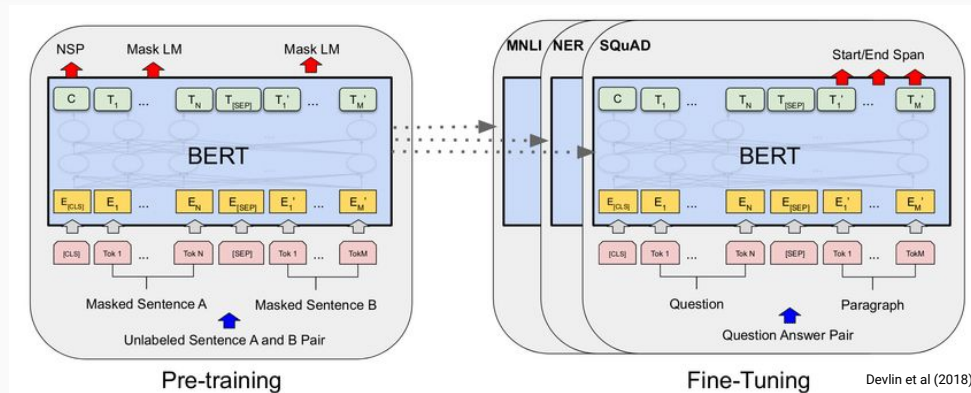 NSP Mask LM Mask LM
C T1 ... TN T[SEP] T1' ... TM'
BERT
E[CLS] E1 ... EN E[SEP] E1' ... EM'
[CLS] Tok 1 ... Tok N [SEP] Tok 1 ... TokM
Masked Sentence A Masked Sentence B
Unlabeled Sentence A and B Pair
Pre-training
MNLI NER SQuAD
Start/End Span
C T1 ... TN T[SEP] T1' ... TM'
BERT
E[CLS] E1 ... EN E[SEP] E1' ... EM'
[CLS] Tok 1 ... Tok N [SEP] Tok 1 ... TokM
Question Paragraph
Question Answer Pair
Fine-Tuning
Devlin et al (2018)